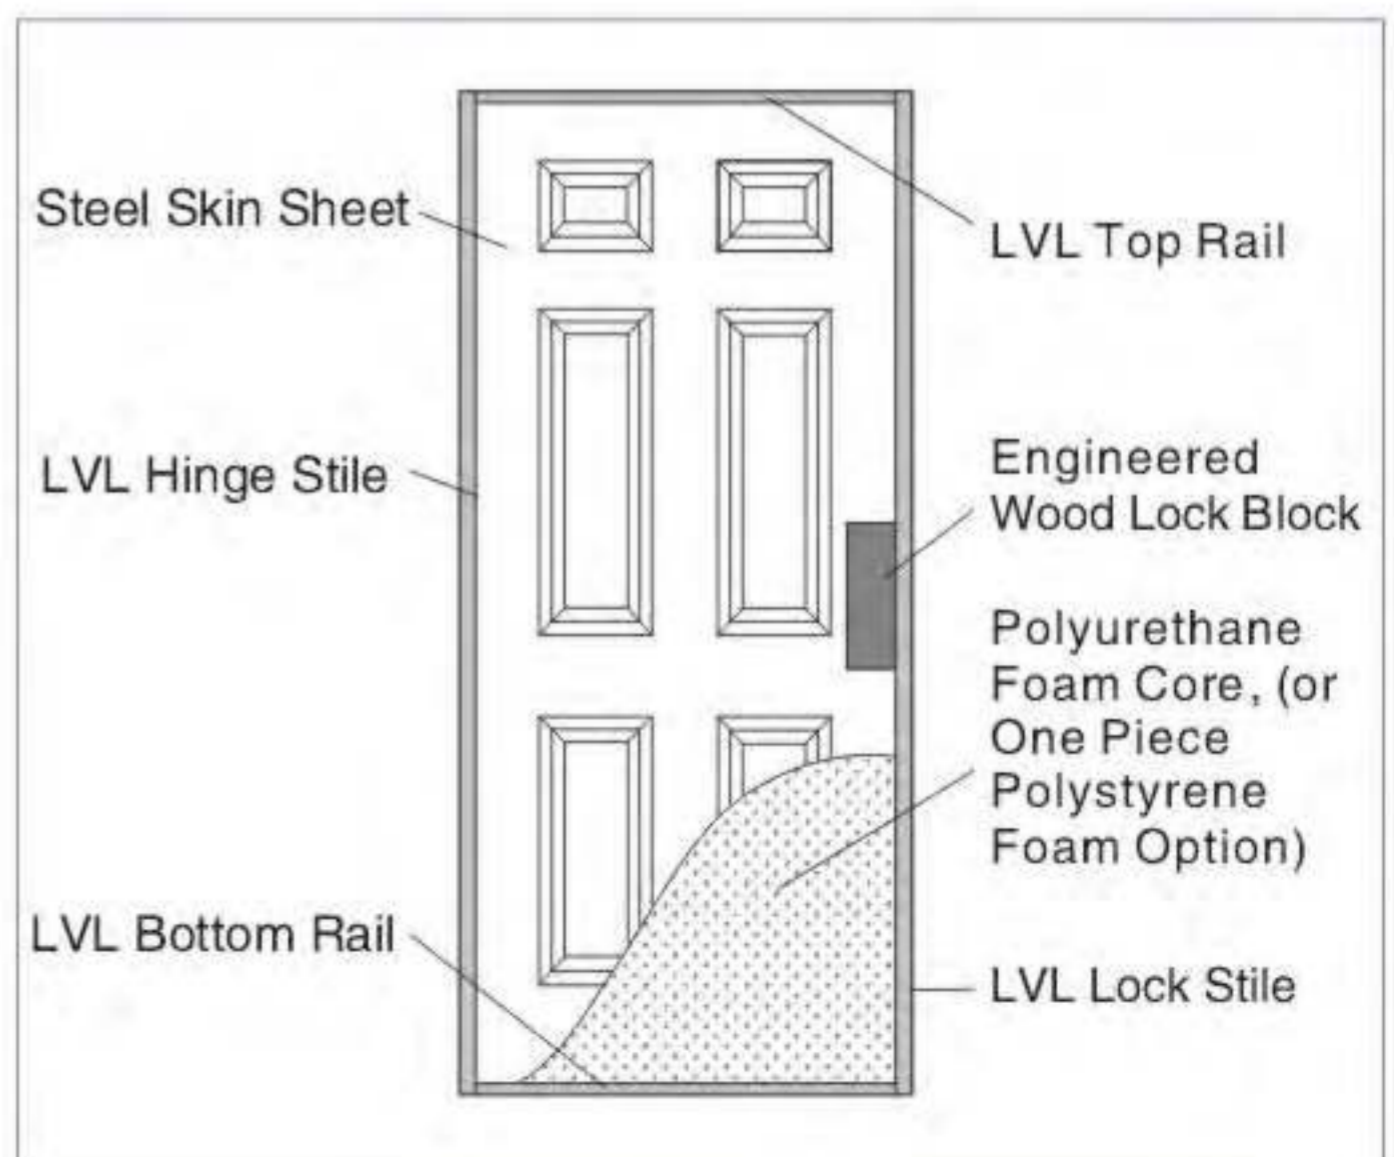 Steel Skin Sheet
LVL Top Rail
LVL Hinge Stile
Engineered
Wood Lock Block
Polyurethane
Foam Core, (or
One Piece
Polystyrene
Foam Option)
LVL Bottom Rail
LVL Lock Stile